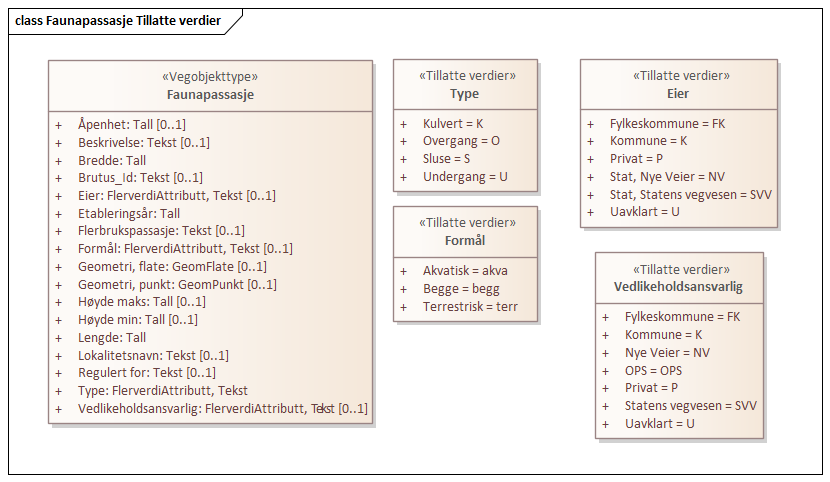 class Faunapassasje Tillatte verdier
«Vegobjekttype»
Faunapassasje
+ Åpenhet: Tall [0..1]
+ Beskrivelse: Tekst [0..1]
+ Bredde: Tall
+ Brutus_Id: Tekst [0..1]
+ Eier: FlerverdiAttributt, Tekst [0..1]
+ Etableringsår: Tall
+ Flerbrukspassasje: Tekst [0..1]
+ Formål: FlerverdiAttributt, Tekst [0..1]
+ Geometri, flate: GeomFlate [0..1]
+ Geometri, punkt: GeomPunkt [0..1]
+ Høyde maks: Tall [0..1]
+ Høyde min: Tall [0..1]
+ Lengde: Tall
+ Lokalitetsnavn: Tekst [0..1]
+ Regulert for: Tekst [0..1]
+ Type: FlerverdiAttributt, Tekst
+ Vedlikeholdsansvarlig: FlerverdiAttributt, Tekst [0..1]
«Tillatte verdier»
Type
+ Kulvert = K
+ Overgang = O
+ Sluse = S
+ Undergang = U
«Tillatte verdier»
Formål
+ Akvatisk = akva
+ Begge = begg
+ Terrestrisk = terr
«Tillatte verdier»
Eier
+ Fylkeskommune = FK
+ Kommune = K
+ Privat = P
+ Stat, Nye Veier = NV
+ Stat, Statens vegvesen = SVV
+ Uavklart = U
«Tillatte verdier»
Vedlikeholdsansvarlig
+ Fylkeskommune = FK
+ Kommune = K
+ Nye Veier = NV
+ OPS = OPS
+ Privat = P
+ Statens vegvesen = SVV
+ Uavklart = U